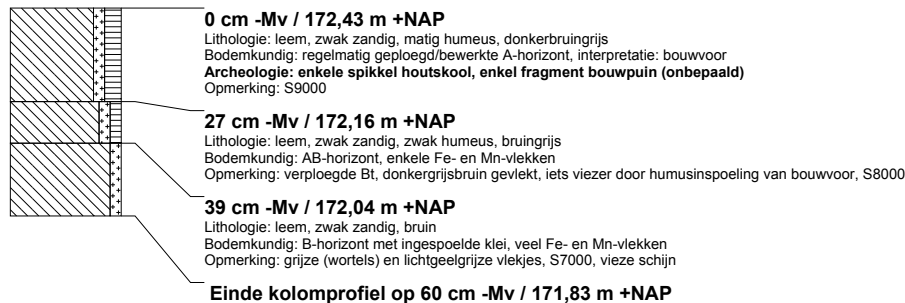 0 cm -Mv / 172,43 m +NAP
Lithologie: leem, zwak zandig, matig humeus, donkerbruingrijs
Bodemkundig: regelmatig geploegd/bewerkte A-horizont, interpretatie: bouwvoor
Archeologie: enkele spikkel houtskool, enkel fragment bouwpuin (onbepaald)
Opmerking: S9000
27 cm -Mv / 172,16 m +NAP
Lithologie: leem, zwak zandig, zwak humeus, bruingrijs
Bodemkundig: AB-horizont, enkele Fe- en Mn-vlekken
Opmerking: verploegde Bt, donkergrijsbruin gevlekt, iets viezer door humusinspoeling van bouwvoor, S8000
39 cm -Mv / 172,04 m +NAP
Lithologie: leem, zwak zandig, bruin
Bodemkundig: B-horizont met ingespoelde klei, veel Fe- en Mn-vlekken
Opmerking: grijze (wortels) en lichtgeelgrijze vlekjes, S7000, vieze schijn
Einde kolomprofiel op 60 cm -Mv / 171,83 m +NAP